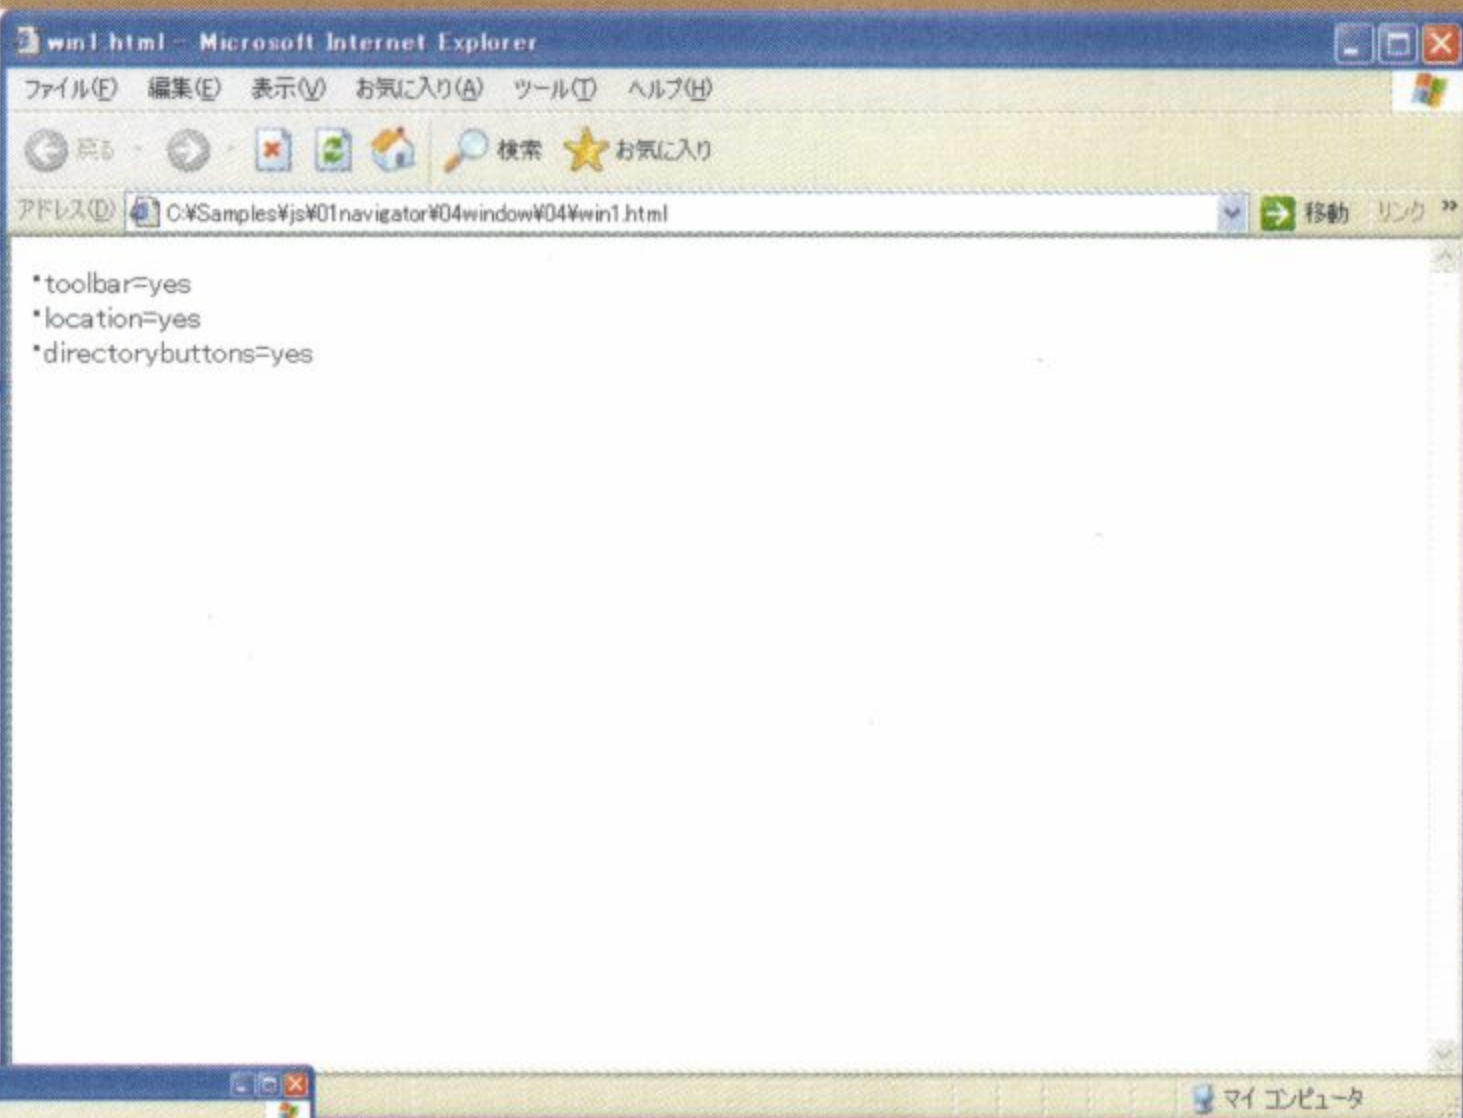 win1.html - Microsoft Internet Explorer
ファイル(F) 編集(E) 表示(V) お気に入り(A) ツール(T) ヘルプ(H)
戻る 検索 お気に入り
アドレス(D) C:¥Samples¥js¥01navigator¥04window¥04¥win1.html 移動 リンク »
・toolbar=yes
・location=yes
・directorybuttons=yes
マイ コンピュータ